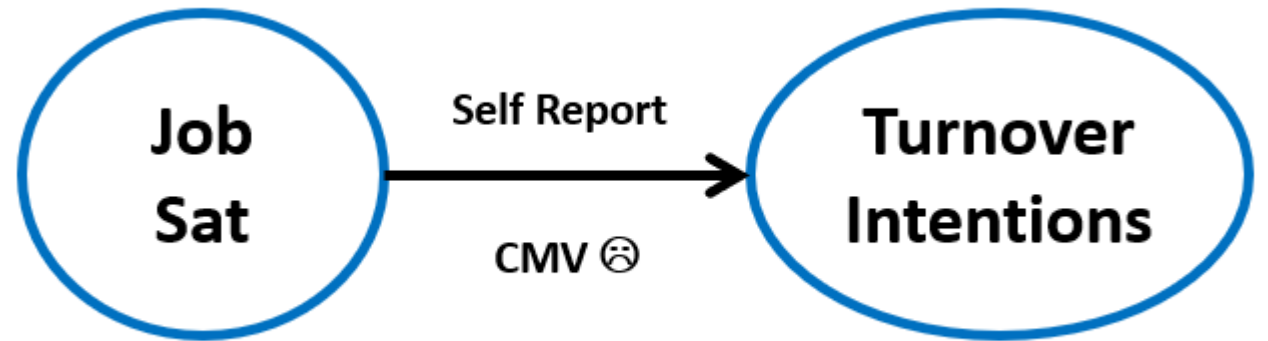 Job
Sat
Self Report
CMV ☹
Turnover
Intentions